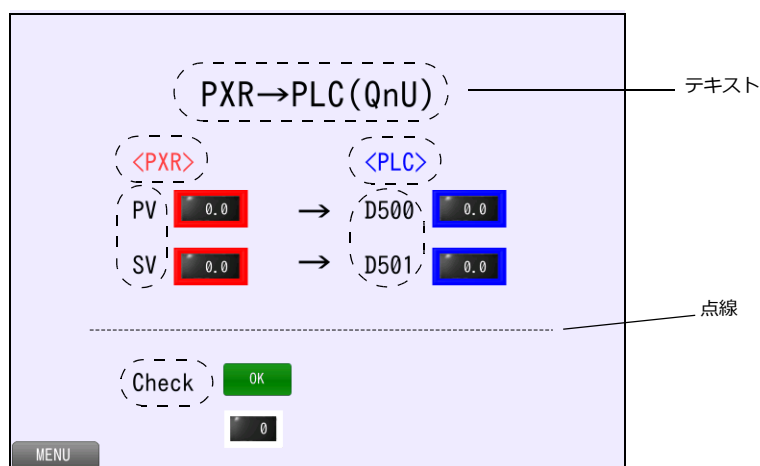 PXR→PLC(QnU)
テキスト
<PXR> <PLC>
PV 0.0 → D500 0.0
SV 0.0 → D501 0.0
点線
Check OK
0
MENU